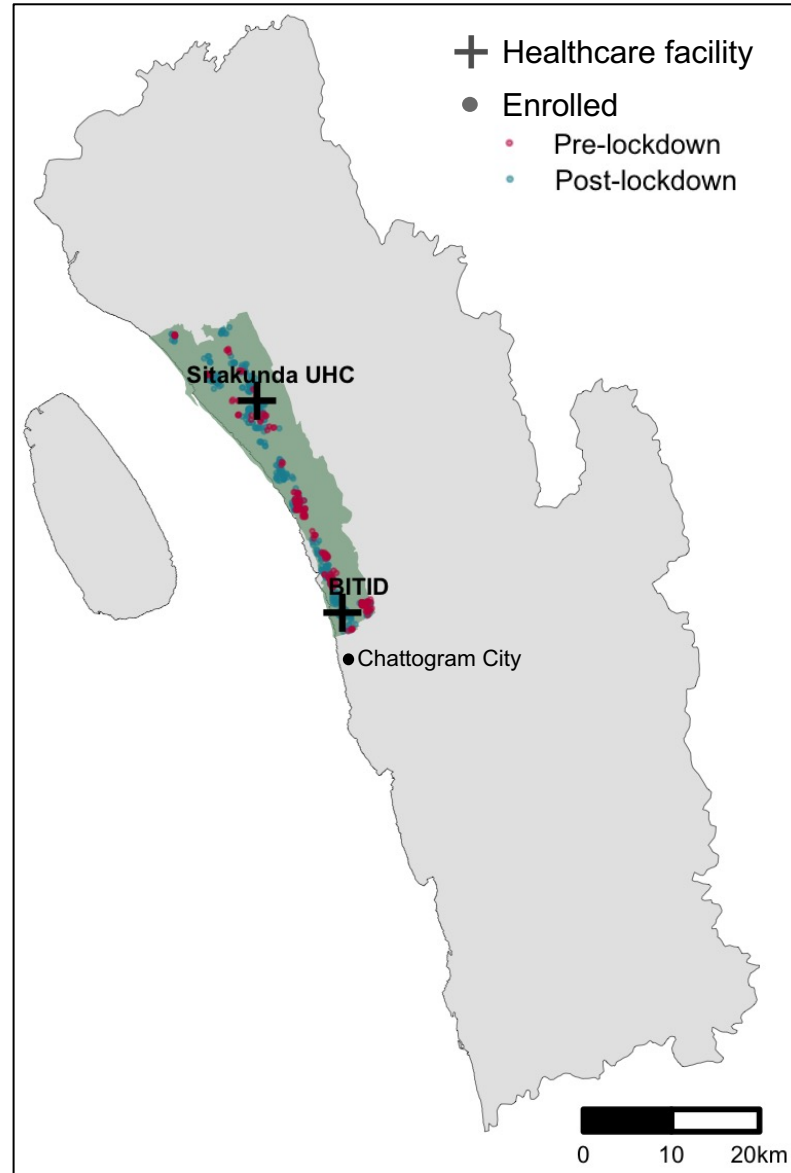 Healthcare facility
Enrolled
Pre-lockdown
Post-lockdown
Sitakunda UHC
BITID
Chattogram City
0 10 20km